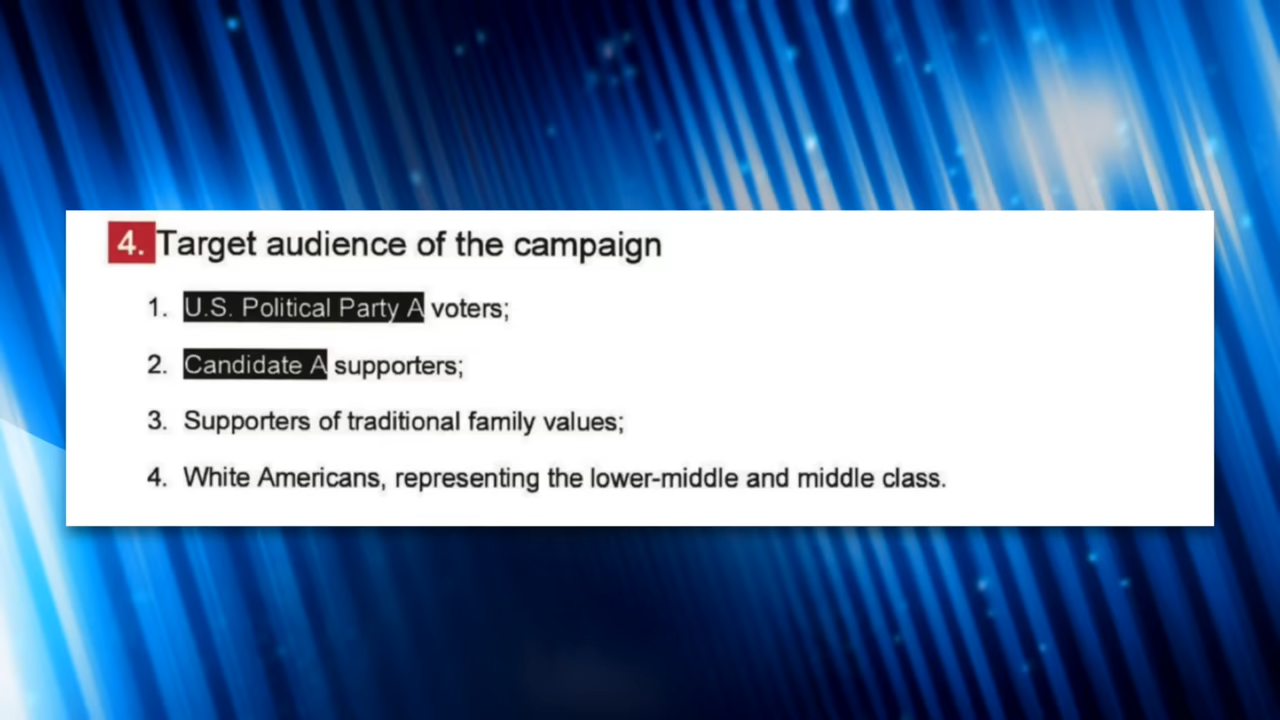 4. Target audience of the campaign
1. U.S. Political Party A voters;
2. Candidate A supporters;
3. Supporters of traditional family values;
4. White Americans, representing the lower-middle and middle class.